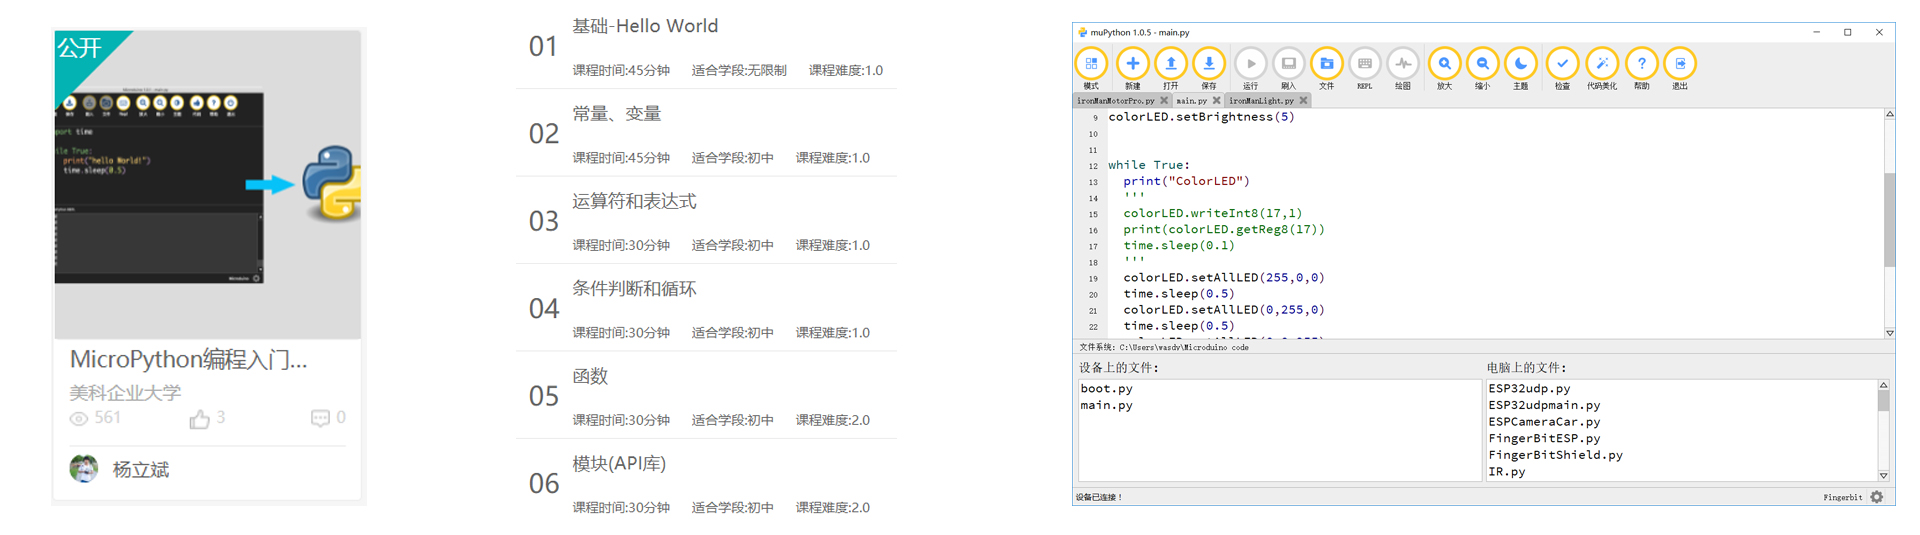 公开
port time
ile True:
print("hello World!")
time.sleep(0.5)
MicroPython编程入门...
美科企业大学
561
3
0
杨立斌
01
基础-Hello World
课程时间:45分钟 适合学段:无限制 课程难度:1.0
02
常量、变量
课程时间:45分钟 适合学段:初中 课程难度:1.0
03
运算符和表达式
课程时间:30分钟 适合学段:初中 课程难度:1.0
04
条件判断和循环
课程时间:30分钟 适合学段:初中 课程难度:1.0
05
函数
课程时间:30分钟 适合学段:初中 课程难度:2.0
06
模块(API库)
课程时间:30分钟 适合学段:初中 课程难度:2.0
muPython 1.0.5 - main.py
模式 新建 打开 保存 运行 刷入 文件 REPL 绘图 放大 缩小 主题 检查 代码美化 帮助 退出
ironManMotorPro.py main.py ironManLight.py
9 colorLED.setBrightness(5)
10
11
12 while True:
13 print("ColorLED")
14 '''
15 colorLED.writeInt8(17,1)
16 print(colorLED.getReg8(17))
17 time.sleep(0.1)
18 '''
19 colorLED.setAllLED(255,0,0)
20 time.sleep(0.5)
21 colorLED.setAllLED(0,255,0)
22 time.sleep(0.5)
文件系统: C:\Users\wasdy\Microduino code
设备上的文件:
boot.py
main.py
电脑上的文件:
ESP32udp.py
ESP32udpmain.py
ESPCameraCar.py
FingerBitESP.py
FingerBitShield.py
IR.py
设备已连接！
Fingerbit